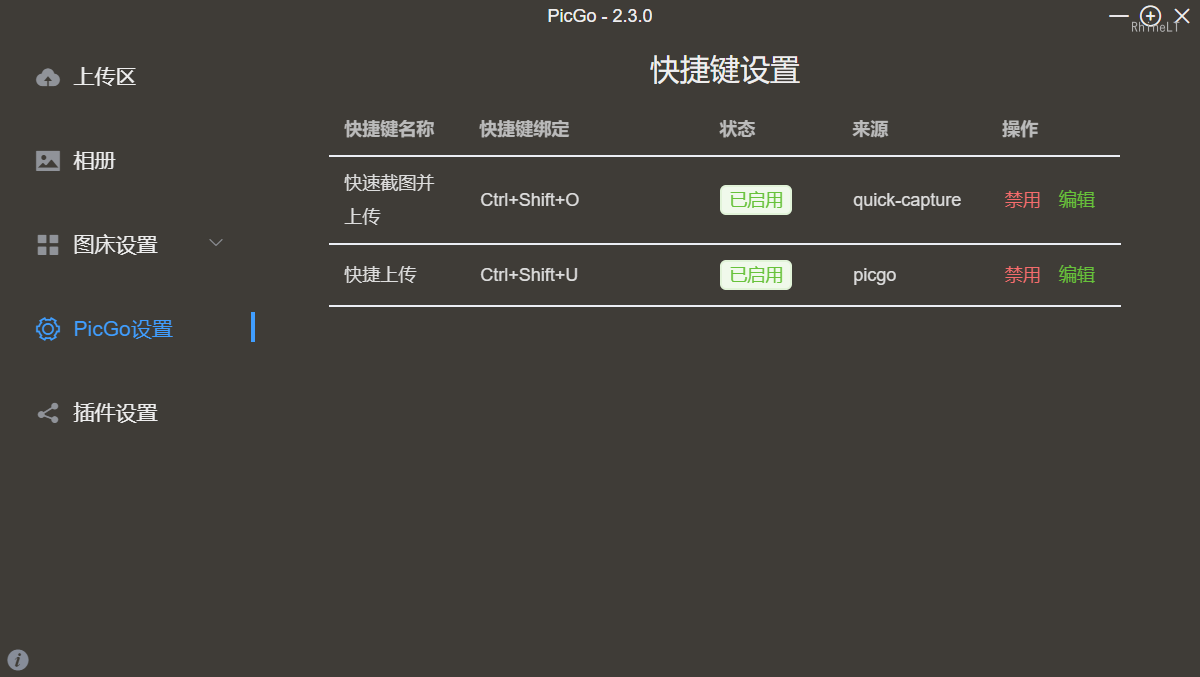 PicGo - 2.3.0
RhineLT
上传区
相册
图床设置
PicGo设置
插件设置
快捷键设置
快捷键名称 快捷键绑定 状态 来源 操作
快速截图并
上传
Ctrl+Shift+O 已启用 quick-capture 禁用 编辑
快捷上传 Ctrl+Shift+U 已启用 picgo 禁用 编辑